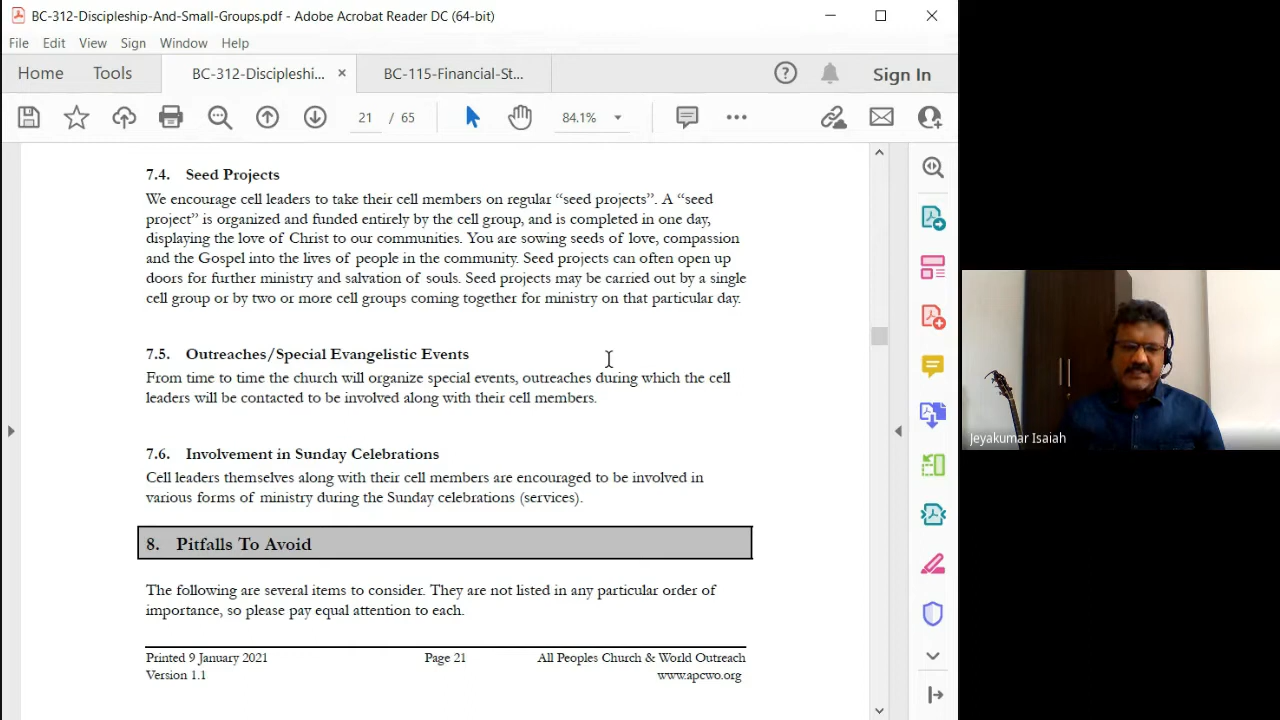 BC-312-Discipleship-And-Small-Groups.pdf - Adobe Acrobat Reader DC (64-bit)
File Edit View Sign Window Help
Home Tools BC-312-Discipleshi... × BC-115-Financial-St... Sign In
21 / 65 84.1%
7.4. Seed Projects
We encourage cell leaders to take their cell members on regular “seed projects”. A “seed
project” is organized and funded entirely by the cell group, and is completed in one day,
displaying the love of Christ to our communities. You are sowing seeds of love, compassion
and the Gospel into the lives of people in the community. Seed projects can often open up
doors for further ministry and salvation of souls. Seed projects may be carried out by a single
cell group or by two or more cell groups coming together for ministry on that particular day.
7.5. Outreaches/Special Evangelistic Events
From time to time the church will organize special events, outreaches during which the cell
leaders will be contacted to be involved along with their cell members.
7.6. Involvement in Sunday Celebrations
Cell leaders themselves along with their cell members are encouraged to be involved in
various forms of ministry during the Sunday celebrations (services).
8. Pitfalls To Avoid
The following are several items to consider. They are not listed in any particular order of
importance, so please pay equal attention to each.
Printed 9 January 2021 Page 21 All Peoples Church & World Outreach
Version 1.1 www.apcwo.org
Jeyakumar Isaiah